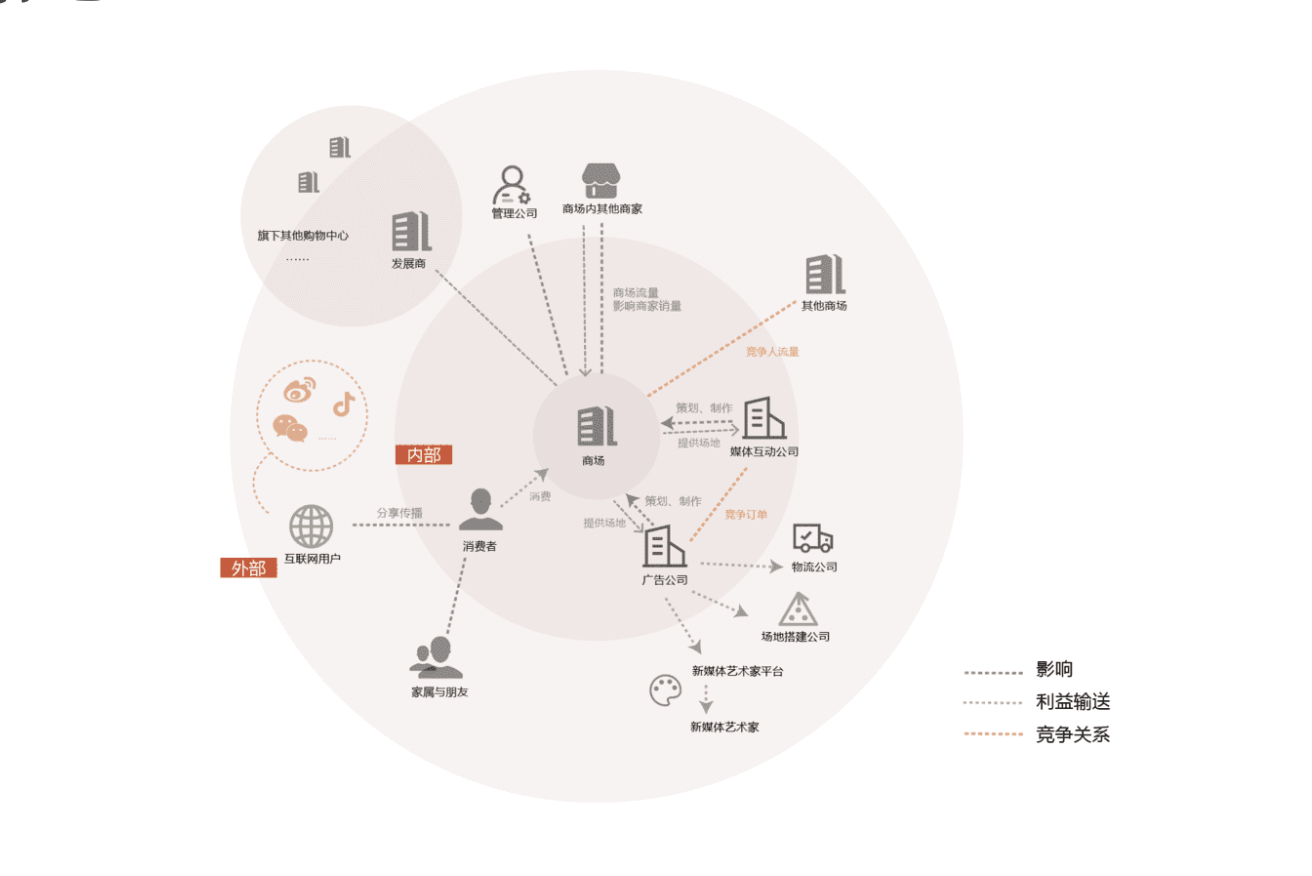 管理公司
商场内其他商家
旗下其他购物中心
……
发展商
商场流量
影响商家销量
其他商场
竞争人流量
策划、制作
提供场地
媒体互动公司
……
内部
商场
消费
策划、制作
提供场地
竞争订单
分享传播
消费者
互联网用户
外部
广告公司
物流公司
场地搭建公司
家属与朋友
新媒体艺术家平台
新媒体艺术家
影响
利益输送
竞争关系